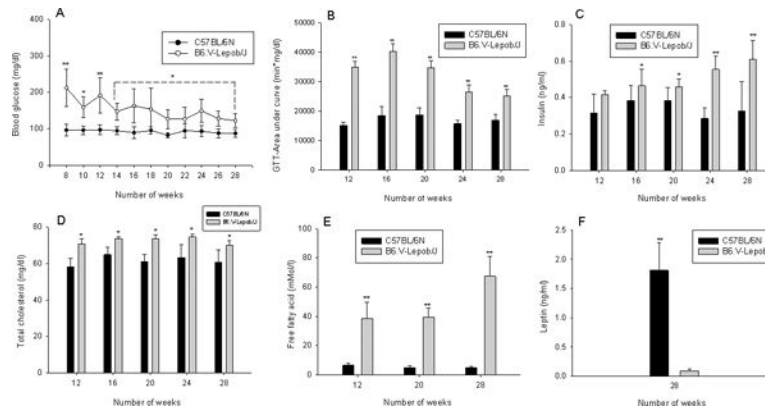 A
C57BL/6N
B6.V-Lepob/J
Blood glucose (mg/dl)
300
200
100
0
**
*
**
*
8 10 12 14 16 18 20 22 24 26 28
Number of weeks
B
C57BL/6N
B6.V-Lepob/J
GTT-Area under curve (min*mg/dl)
50000
40000
30000
20000
10000
0
**
**
**
**
**
12 16 20 24 28
Number of weeks
C
C57BL/6N
B6.V-Lepob/J
Insulin (ng/ml)
0.8
0.6
0.4
0.2
0.0
*
*
**
**
12 16 20 24 28
Number of weeks
D
C57BL/6N
B6.V-Lepob/J
Total cholesterol (mg/dl)
100
80
60
40
20
0
*
*
*
*
*
12 16 20 24 28
Number of weeks
E
C57BL/6N
B6.V-Lepob/J
Free fatty acid (mMol/l)
100
80
60
40
20
0
**
**
**
12 20 28
Number of weeks
F
C57BL/6N
B6.V-Lepob/J
Leptin (ng/ml)
2.5
2.0
1.5
1.0
0.5
0.0
**
28
Number of weeks